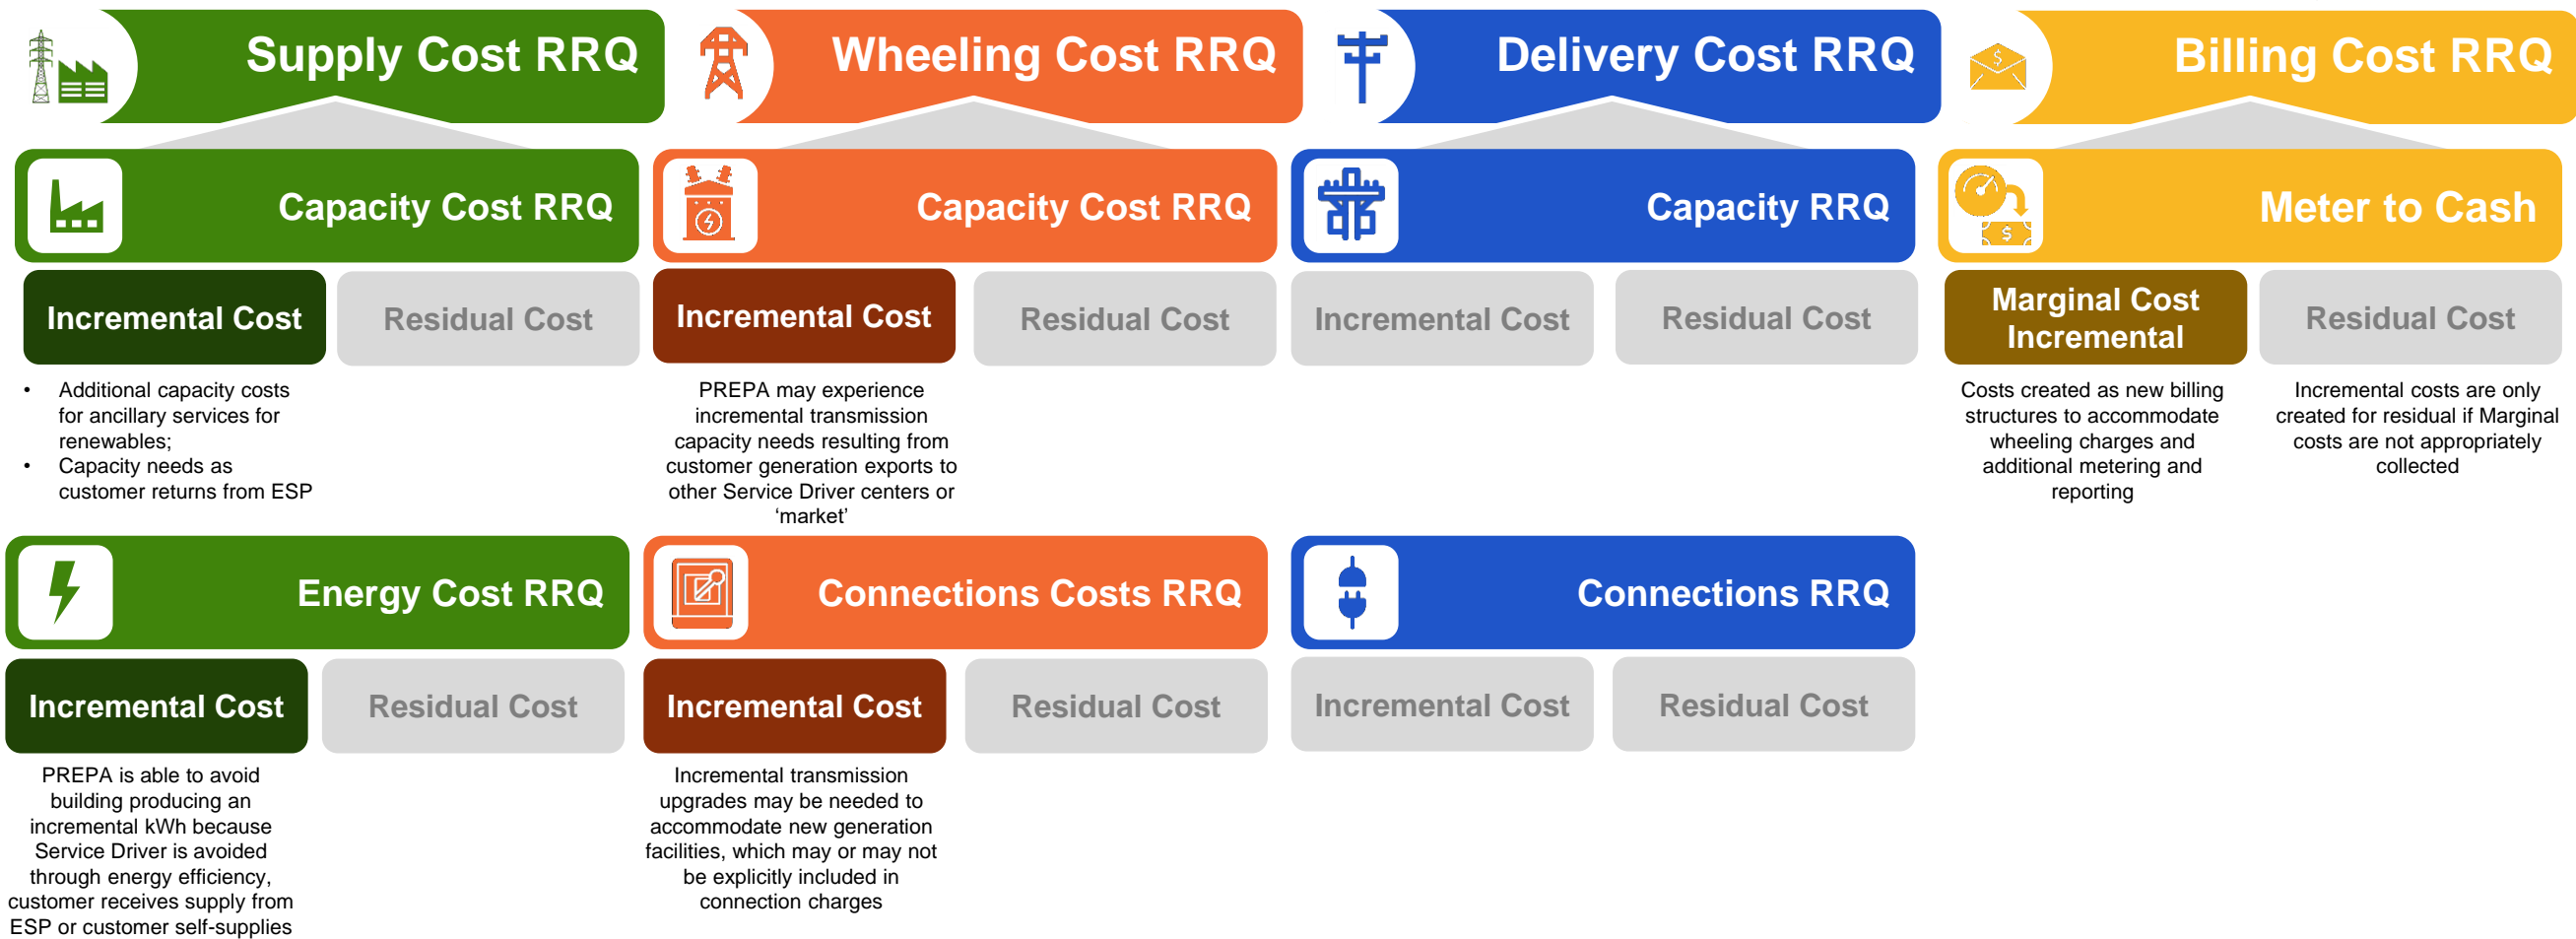 Supply Cost RRQ
Wheeling Cost RRQ
Delivery Cost RRQ
Billing Cost RRQ
Capacity Cost RRQ
Capacity Cost RRQ
Capacity RRQ
Meter to Cash
Incremental Cost
Residual Cost
Incremental Cost
Residual Cost
Incremental Cost
Residual Cost
Marginal Cost
Incremental
Residual Cost
• Additional capacity costs
for ancillary services for
renewables;
• Capacity needs as
customer returns from ESP
PREPA may experience
incremental transmission
capacity needs resulting from
customer generation exports to
other Service Driver centers or
‘market’
Costs created as new billing
structures to accommodate
wheeling charges and
additional metering and
reporting
Incremental costs are only
created for residual if Marginal
costs are not appropriately
collected
Energy Cost RRQ
Connections Costs RRQ
Connections RRQ
Incremental Cost
Residual Cost
Incremental Cost
Residual Cost
Incremental Cost
Residual Cost
PREPA is able to avoid
building producing an
incremental kWh because
Service Driver is avoided
through energy efficiency,
customer receives supply from
ESP or customer self-supplies
Incremental transmission
upgrades may be needed to
accommodate new generation
facilities, which may or may not
be explicitly included in
connection charges